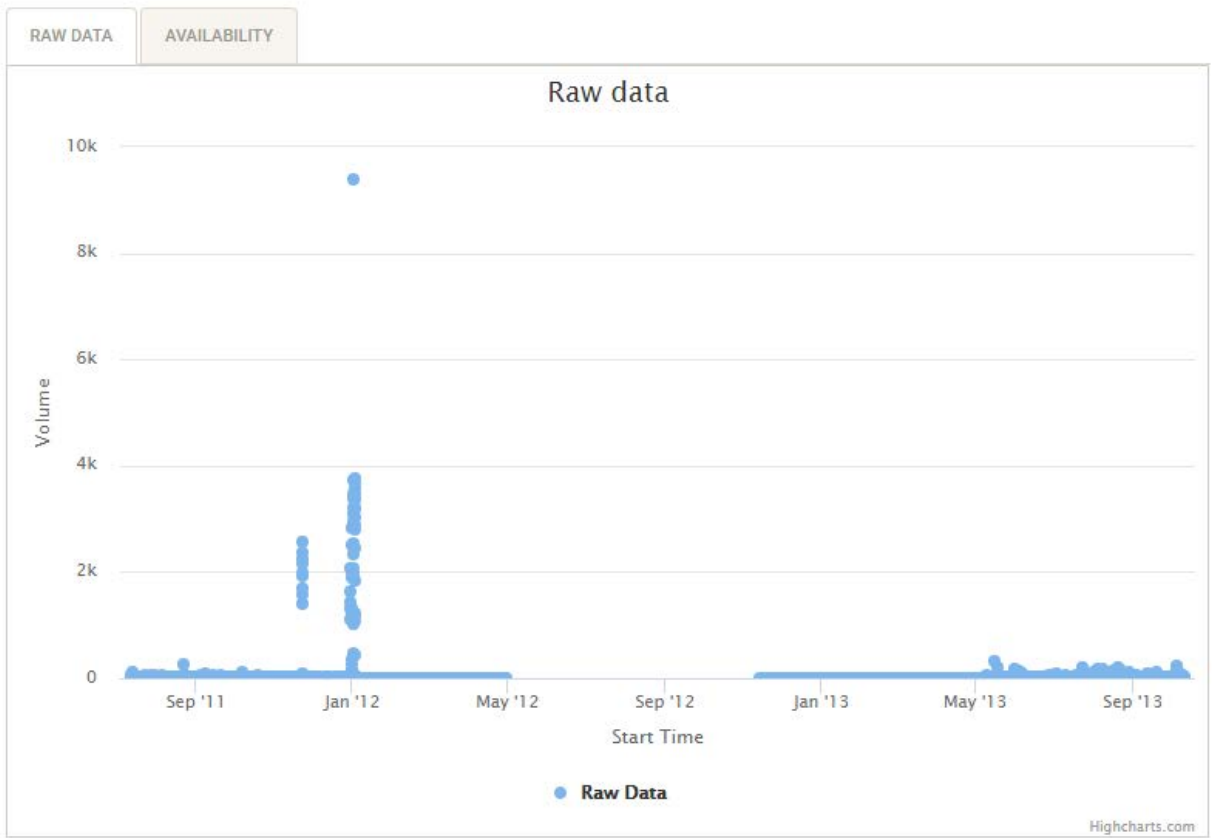 RAW DATA AVAILABILITY
Raw data
10k
8k
6k
4k
2k
0
Volume
Sep '11 Jan '12 May '12 Sep '12 Jan '13 May '13 Sep '13
Start Time
Raw Data
Highcharts.com